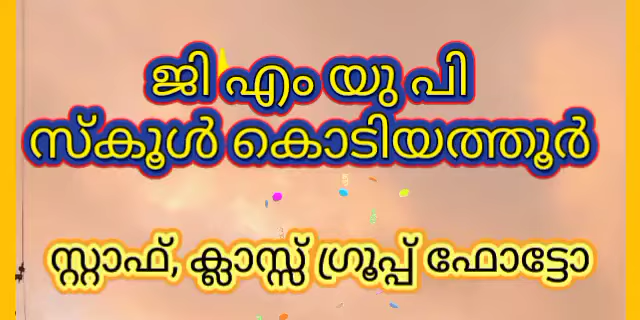 ജി എം യു പി
സ്കൂൾ കൊടിയത്തൂർ
സ്റ്റാഫ്, ക്ലാസ്സ് ഗ്രൂപ്പ് ഫോട്ടോ